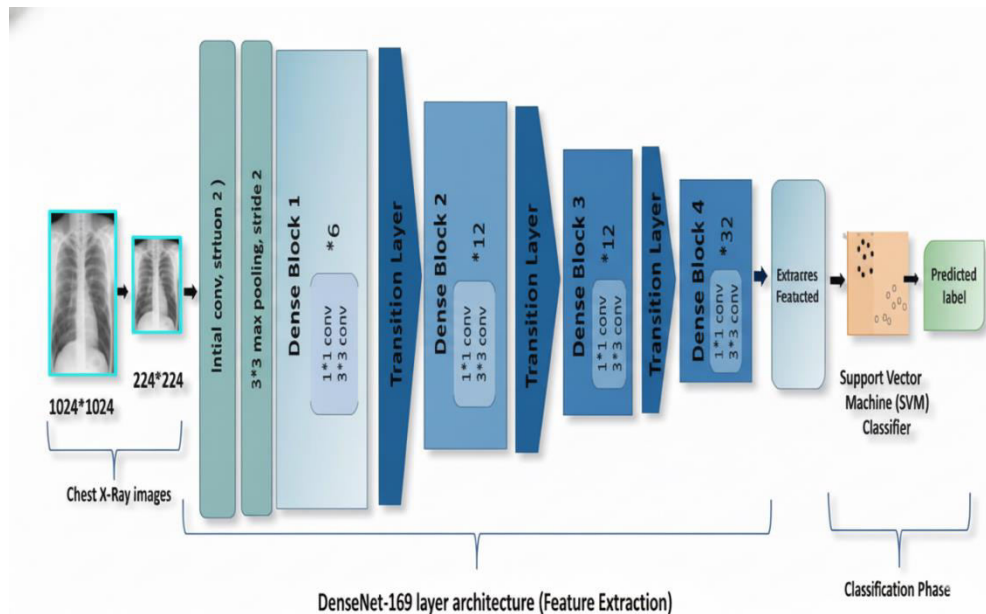 1024*1024
224*224
Chest X-Ray images
Intial conv, strtuon 2 )
3*3 max pooling, stride 2
Dense Block 1
*6
1*1 conv
3*3 conv
Transition Layer
Dense Block 2
*12
1*1 conv
3*3 conv
Transition Layer
Dense Block 3
*12
1*1 conv
3*3 conv
Transition Layer
Dense Block 4
*32
1*1 conv
3*3 conv
Extracres
Featacted
Support Vector
Machine (SVM)
Classifier
Predicted
label
DenseNet-169 layer architecture (Feature Extraction)
Classification Phase